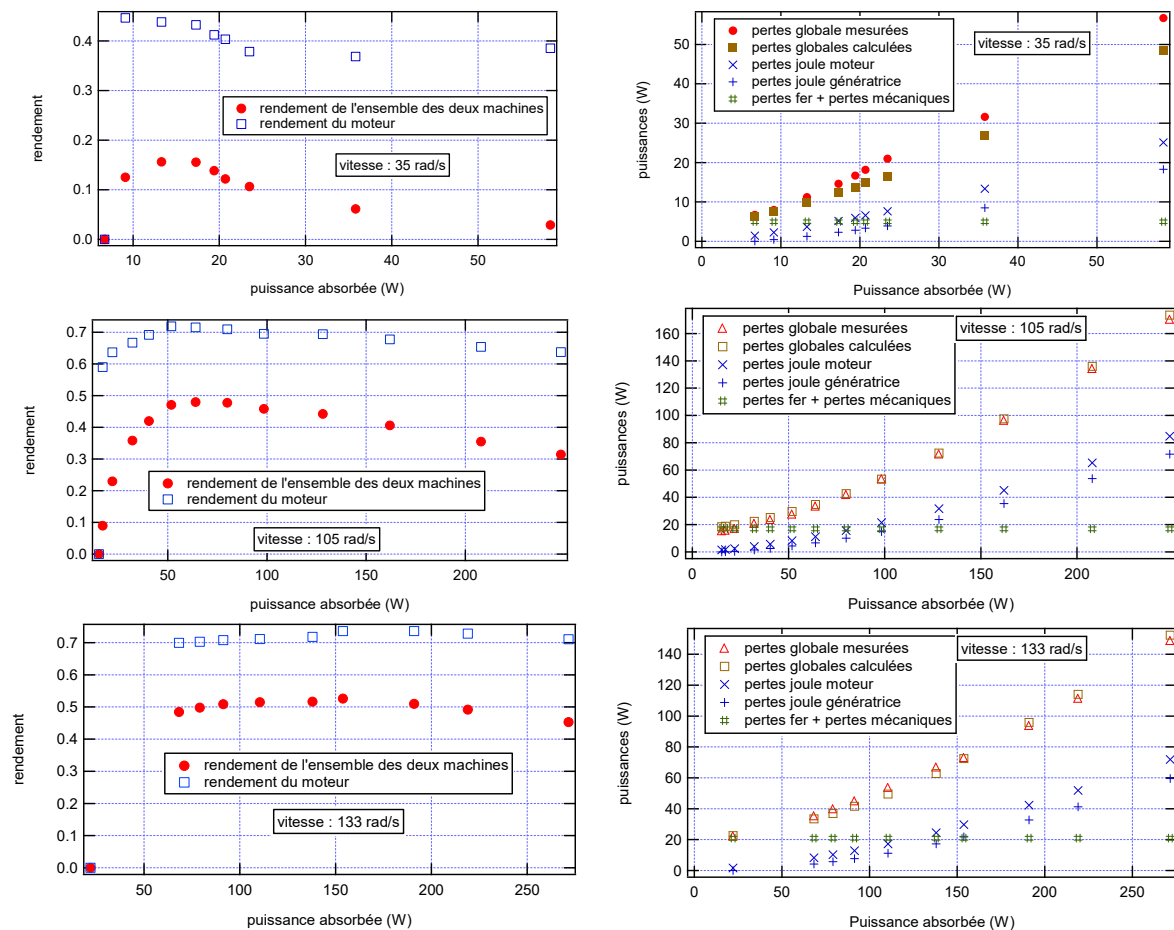 0.4
0.3
0.2
0.1
0.0
rendement
rendement de l'ensemble des deux machines
rendement du moteur
vitesse : 35 rad/s
10
20
30
40
50
puissance absorbée (W)
50
40
30
20
10
0
puissances (W)
pertes globale mesurées
pertes globales calculées
pertes joule moteur
pertes joule génératrice
pertes fer + pertes mécaniques
vitesse : 35 rad/s
0
10
20
30
40
50
Puissance absorbée (W)
0.7
0.6
0.5
0.4
0.3
0.2
0.1
0.0
rendement
rendement de l'ensemble des deux machines
rendement du moteur
vitesse : 105 rad/s
50
100
150
200
puissance absorbée (W)
160
140
120
100
80
60
40
20
0
puissances (W)
pertes globale mesurées
pertes globales calculées
pertes joule moteur
pertes joule génératrice
pertes fer + pertes mécaniques
vitesse : 105 rad/s
0
50
100
150
200
Puissance absorbée (W)
0.7
0.6
0.5
0.4
0.3
0.2
0.1
0.0
rendement
rendement de l'ensemble des deux machines
rendement du moteur
vitesse : 133 rad/s
50
100
150
200
250
puissance absorbée (W)
140
120
100
80
60
40
20
0
puissances (W)
pertes globale mesurées
pertes globales calculées
pertes joule moteur
pertes joule génératrice
pertes fer + pertes mécaniques
vitesse : 133 rad/s
0
50
100
150
200
250
Puissance absorbée (W)